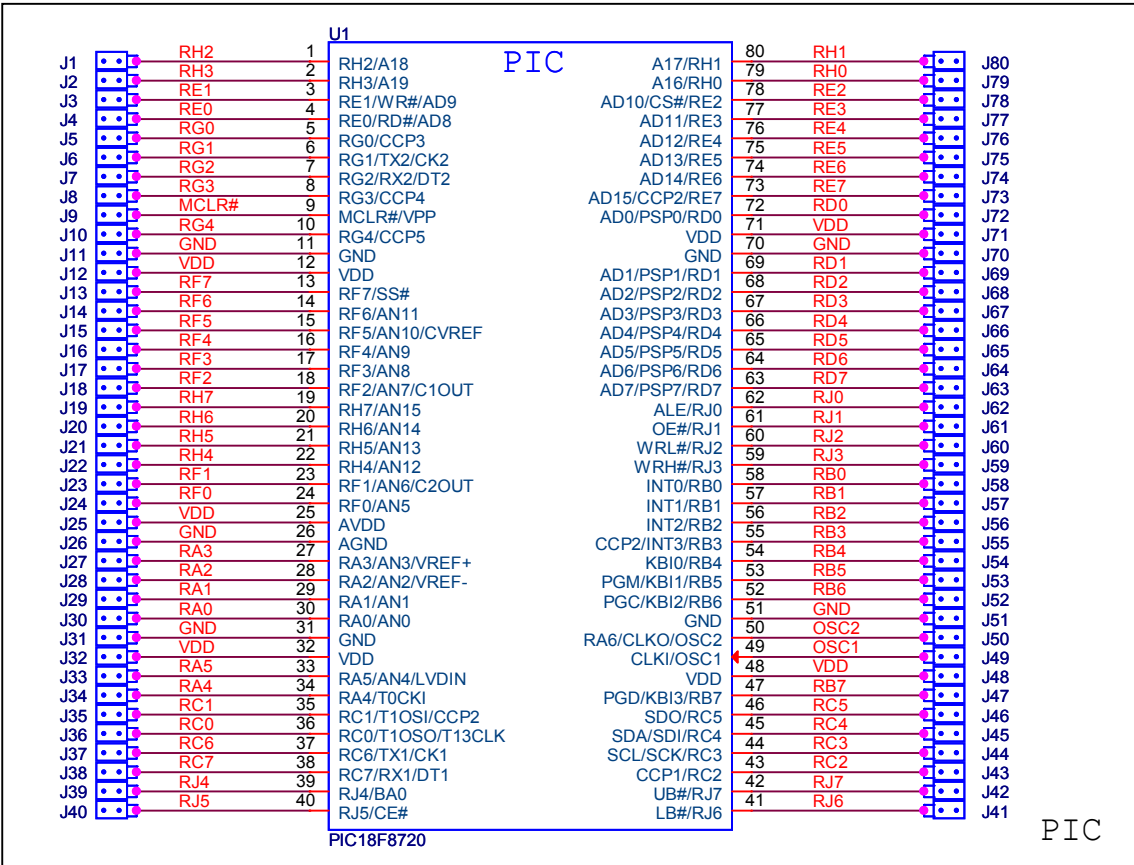 U1
PIC
J1 RH2 1 RH2/A18 A17/RH1 80 RH1 J80
J2 RH3 2 RH3/A19 A16/RH0 79 RH0 J79
J3 RE1 3 RE1/WR#/AD9 AD10/CS#/RE2 78 RE2 J78
J4 RE0 4 RE0/RD#/AD8 AD11/RE3 77 RE3 J77
J5 RG0 5 RG0/CCP3 AD12/RE4 76 RE4 J76
J6 RG1 6 RG1/TX2/CK2 AD13/RE5 75 RE5 J75
J7 RG2 7 RG2/RX2/DT2 AD14/RE6 74 RE6 J74
J8 RG3 8 RG3/CCP4 AD15/CCP2/RE7 73 RE7 J73
J9 MCLR# 9 MCLR#/VPP AD0/PSP0/RD0 72 RD0 J72
J10 RG4 10 RG4/CCP5 VDD 71 VDD J71
J11 GND 11 GND GND 70 GND J70
J12 VDD 12 VDD AD1/PSP1/RD1 69 RD1 J69
J13 RF7 13 RF7/SS# AD2/PSP2/RD2 68 RD2 J68
J14 RF6 14 RF6/AN11 AD3/PSP3/RD3 67 RD3 J67
J15 RF5 15 RF5/AN10/CVREF AD4/PSP4/RD4 66 RD4 J66
J16 RF4 16 RF4/AN9 AD5/PSP5/RD5 65 RD5 J65
J17 RF3 17 RF3/AN8 AD6/PSP6/RD6 64 RD6 J64
J18 RF2 18 RF2/AN7/C1OUT AD7/PSP7/RD7 63 RD7 J63
J19 RH7 19 RH7/AN15 ALE/RJ0 62 RJ0 J62
J20 RH6 20 RH6/AN14 OE#/RJ1 61 RJ1 J61
J21 RH5 21 RH5/AN13 WRL#/RJ2 60 RJ2 J60
J22 RH4 22 RH4/AN12 WRH#/RJ3 59 RJ3 J59
J23 RF1 23 RF1/AN6/C2OUT INT0/RB0 58 RB0 J58
J24 RF0 24 RF0/AN5 INT1/RB1 57 RB1 J57
J25 VDD 25 AVDD INT2/RB2 56 RB2 J56
J26 GND 26 AGND CCP2/INT3/RB3 55 RB3 J55
J27 RA3 27 RA3/AN3/VREF+ KBI0/RB4 54 RB4 J54
J28 RA2 28 RA2/AN2/VREF- PGM/KBI1/RB5 53 RB5 J53
J29 RA1 29 RA1/AN1 PGC/KBI2/RB6 52 RB6 J52
J30 RA0 30 RA0/AN0 GND 51 GND J51
J31 GND 31 GND RA6/CLKO/OSC2 50 OSC2 J50
J32 VDD 32 VDD CLKI/OSC1 49 OSC1 J49
J33 RA5 33 RA5/AN4/LVDIN VDD 48 VDD J48
J34 RA4 34 RA4/T0CKI PGD/KBI3/RB7 47 RB7 J47
J35 RC1 35 RC1/T1OSI/CCP2 SDO/RC5 46 RC5 J46
J36 RC0 36 RC0/T1OSO/T13CLK SDA/SDI/RC4 45 RC4 J45
J37 RC6 37 RC6/TX1/CK1 SCL/SCK/RC3 44 RC3 J44
J38 RC7 38 RC7/RX1/DT1 CCP1/RC2 43 RC2 J43
J39 RJ4 39 RJ4/BA0 UB#/RJ7 42 RJ7 J42
J40 RJ5 40 RJ5/CE# LB#/RJ6 41 RJ6 J41
PIC18F8720
PIC